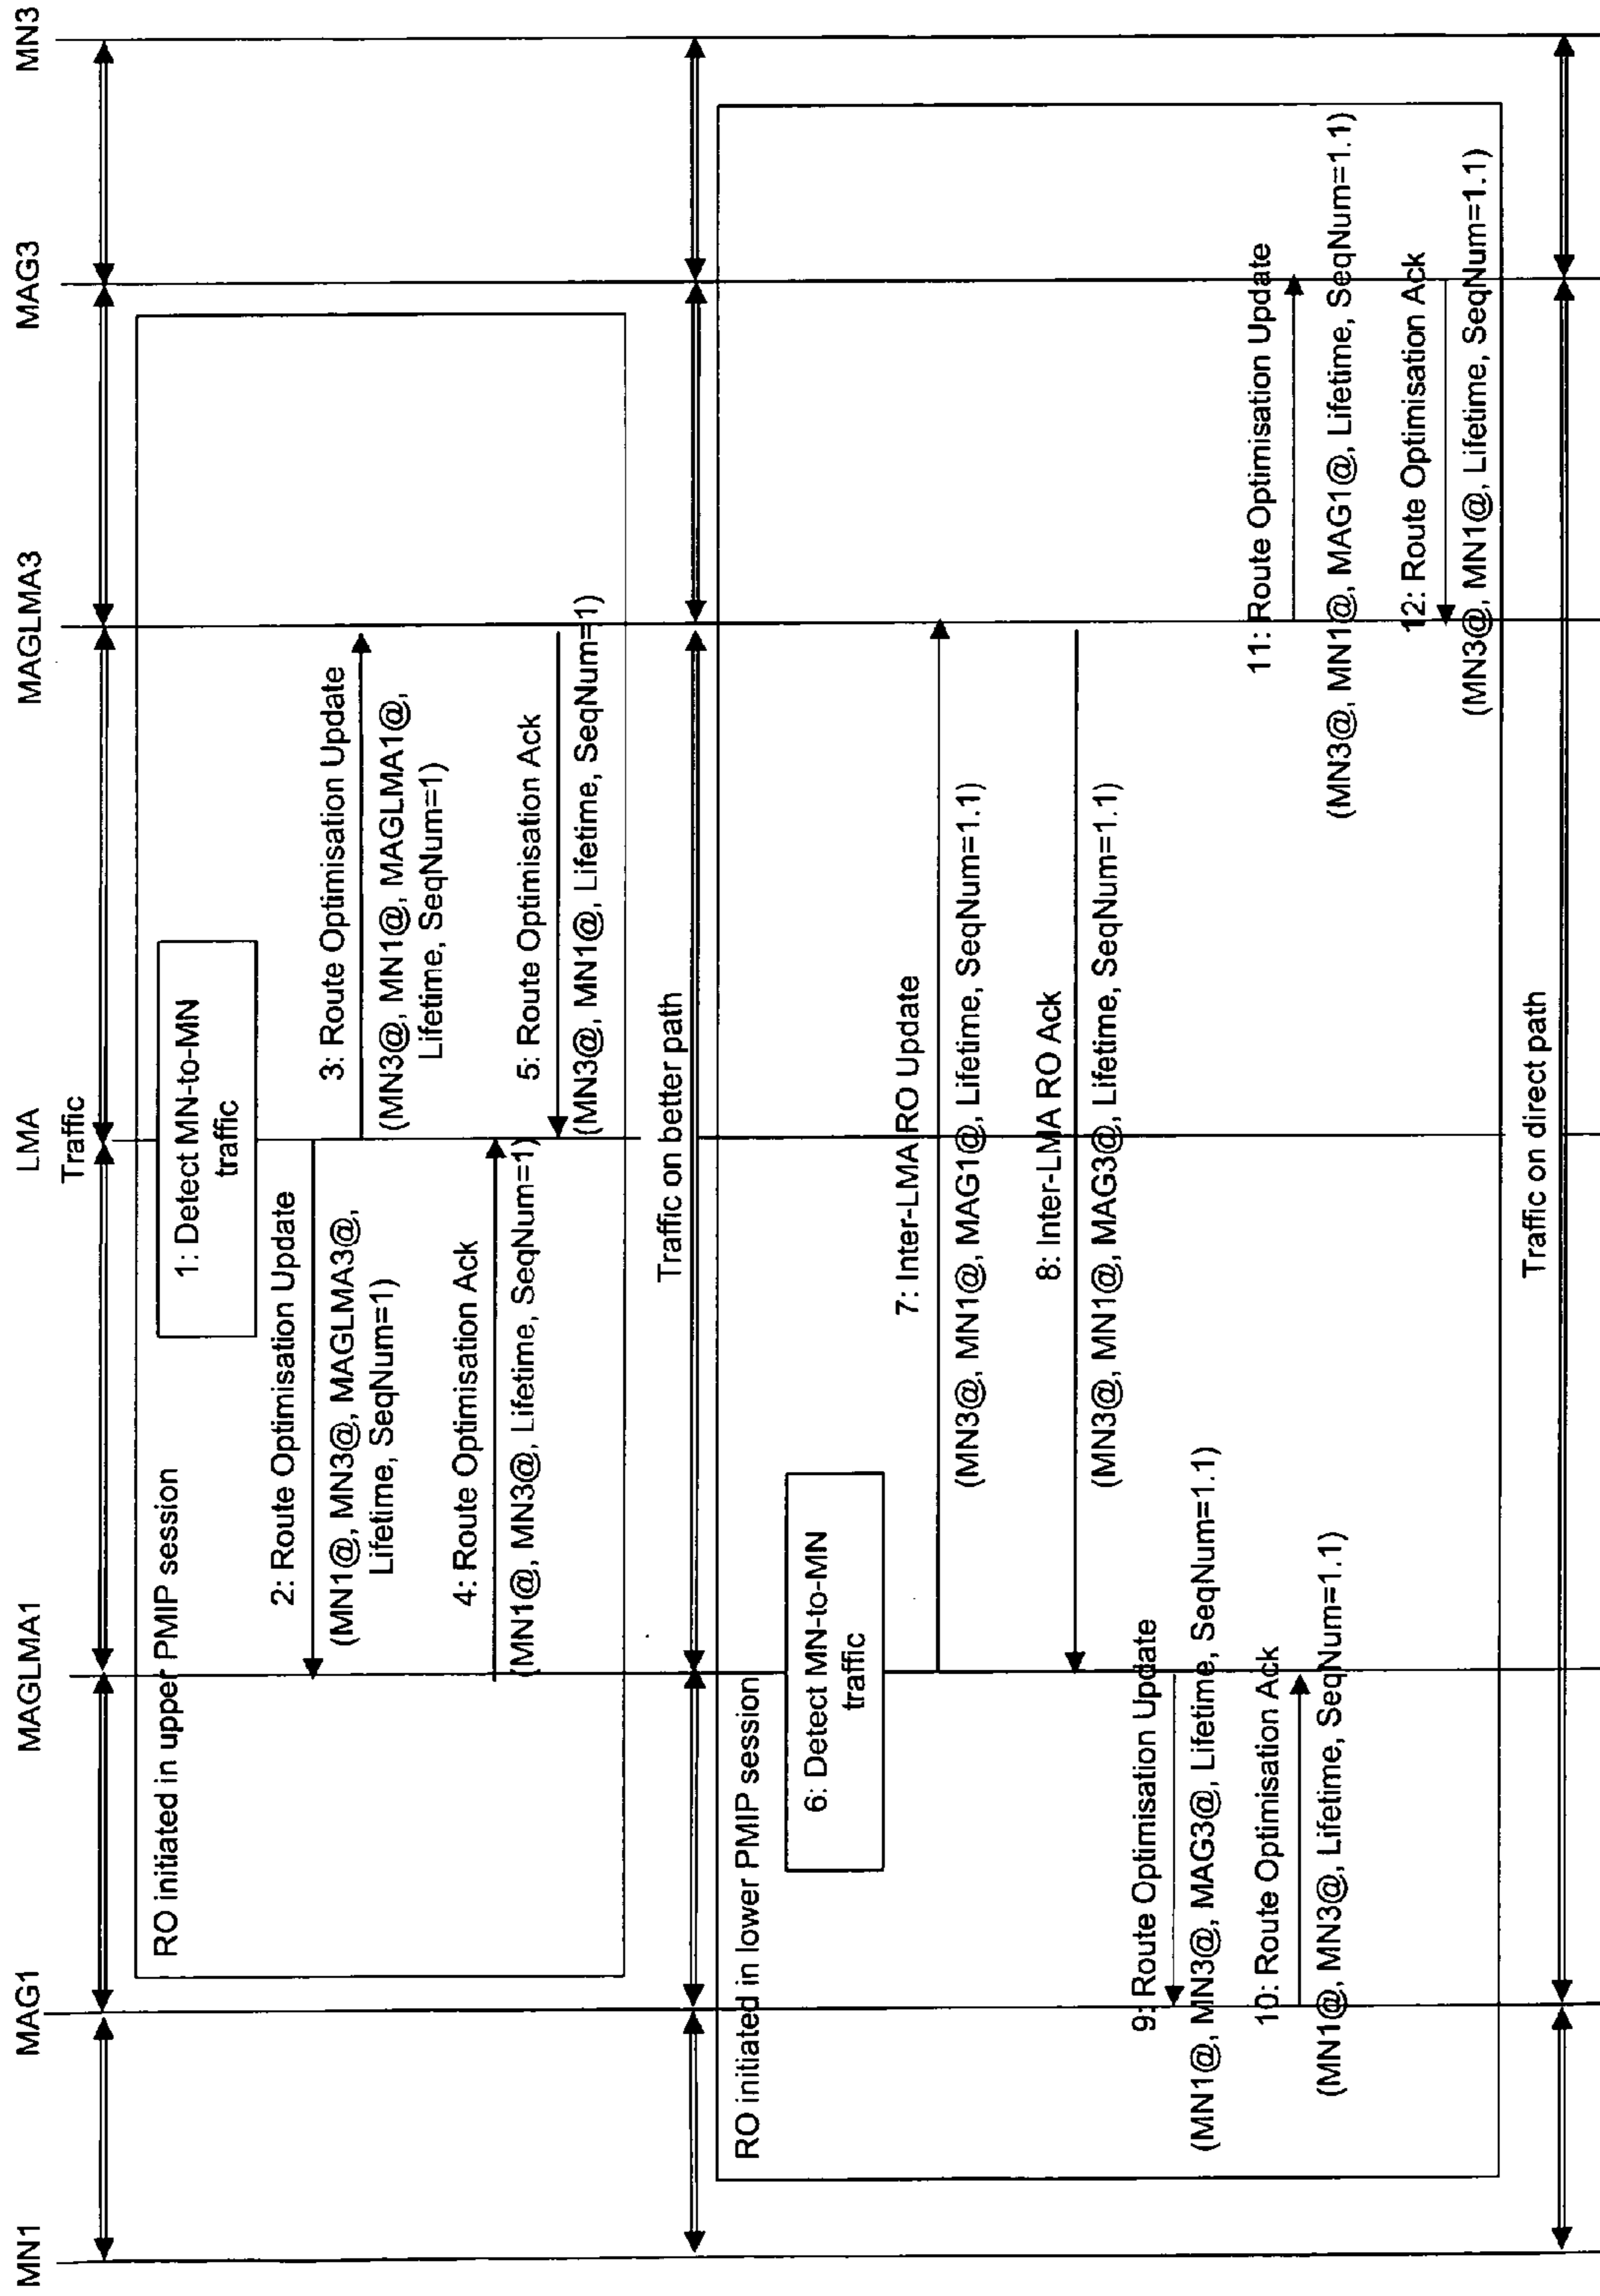 MN1
MAG1
MAGLMA1
LMA
MAGLMA3
MAG3
MN3
Traffic
RO initiated in upper PMIP session
1: Detect MN-to-MN
traffic
2: Route Optimisation Update
(MN1@, MN3@, MAGLMA3@,
Lifetime, SeqNum=1)
3: Route Optimisation Update
(MN3@, MN1@, MAGLMA1@,
Lifetime, SeqNum=1)
4: Route Optimisation Ack
(MN1@, MN3@, Lifetime, SeqNum=1)
5: Route Optimisation Ack
(MN3@, MN1@, Lifetime, SeqNum=1)
Traffic on better path
RO initiated in lower PMIP session
6: Detect MN-to-MN
traffic
7: Inter-LMA RO Update
(MN3@, MN1@, MAG1@, Lifetime, SeqNum=1.1)
8: Inter-LMA RO Ack
(MN3@, MN1@, MAG3@, Lifetime, SeqNum=1.1)
9: Route Optimisation Update
(MN1@, MN3@, MAG3@, Lifetime, SeqNum=1.1)
10: Route Optimisation Ack
(MN1@, MN3@, Lifetime, SeqNum=1.1)
11: Route Optimisation Update
(MN3@, MN1@, MAG1@, Lifetime, SeqNum=1.1)
12: Route Optimisation Ack
(MN3@, MN1@, Lifetime, SeqNum=1.1)
Traffic on direct path